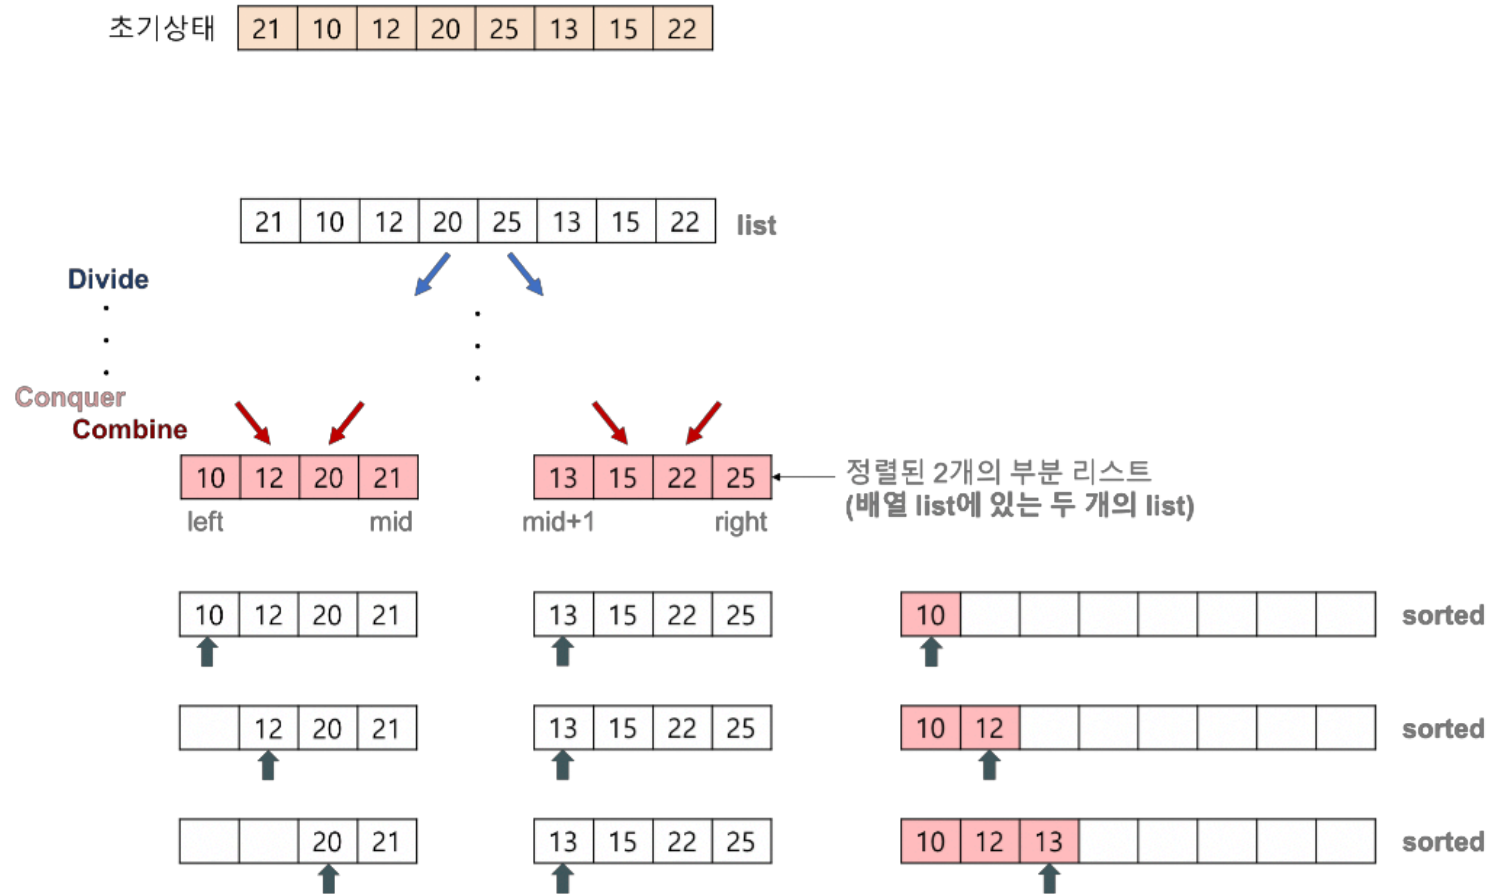 초기상태 21 10 12 20 25 13 15 22
21 10 12 20 25 13 15 22 list
Divide
Conquer
Combine
10 12 20 21 13 15 22 25 정렬된 2개의 부분 리스트
(배열 list에 있는 두 개의 list)
left mid mid+1 right
10 12 20 21 13 15 22 25 10 sorted
12 20 21 13 15 22 25 10 12 sorted
20 21 13 15 22 25 10 12 13 sorted